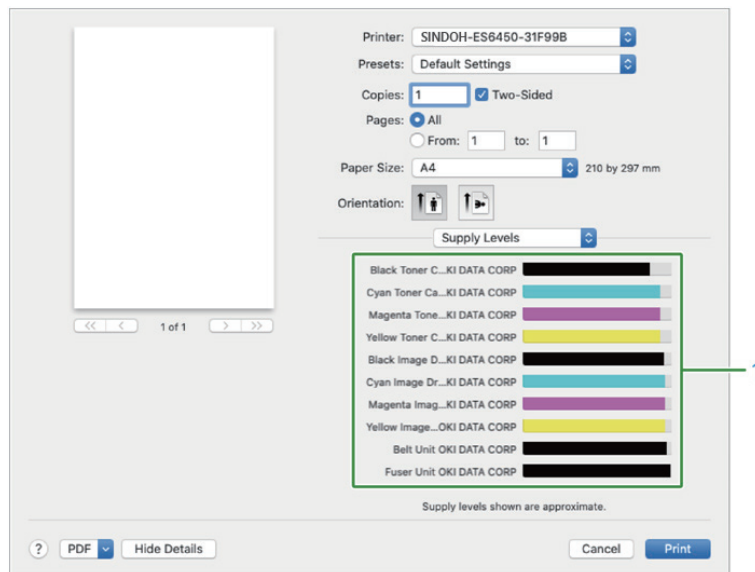 Printer: SINDOH-ES6450-31F99B
Presets: Default Settings
Copies: 1 Two-Sided
Pages: All
From: 1 to: 1
Paper Size: A4 210 by 297 mm
Orientation:
Supply Levels
Black Toner C...KI DATA CORP
Cyan Toner Ca...KI DATA CORP
Magenta Tone...KI DATA CORP
Yellow Toner C...KI DATA CORP
Black Image D...KI DATA CORP
Cyan Image Dr...KI DATA CORP
Magenta Imag...KI DATA CORP
Yellow Image...OKI DATA CORP
Belt Unit OKI DATA CORP
Fuser Unit OKI DATA CORP
Supply levels shown are approximate.
<< < 1 of 1 > >>
? PDF Hide Details Cancel Print